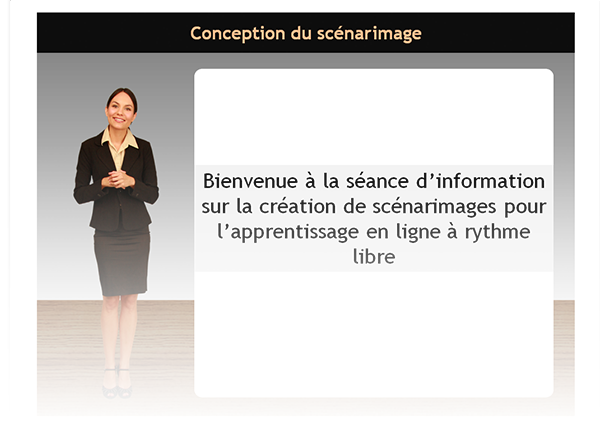 Conception du scénarimage
Bienvenue à la séance d’information
sur la création de scénarimages pour
l’apprentissage en ligne à rythme
libre